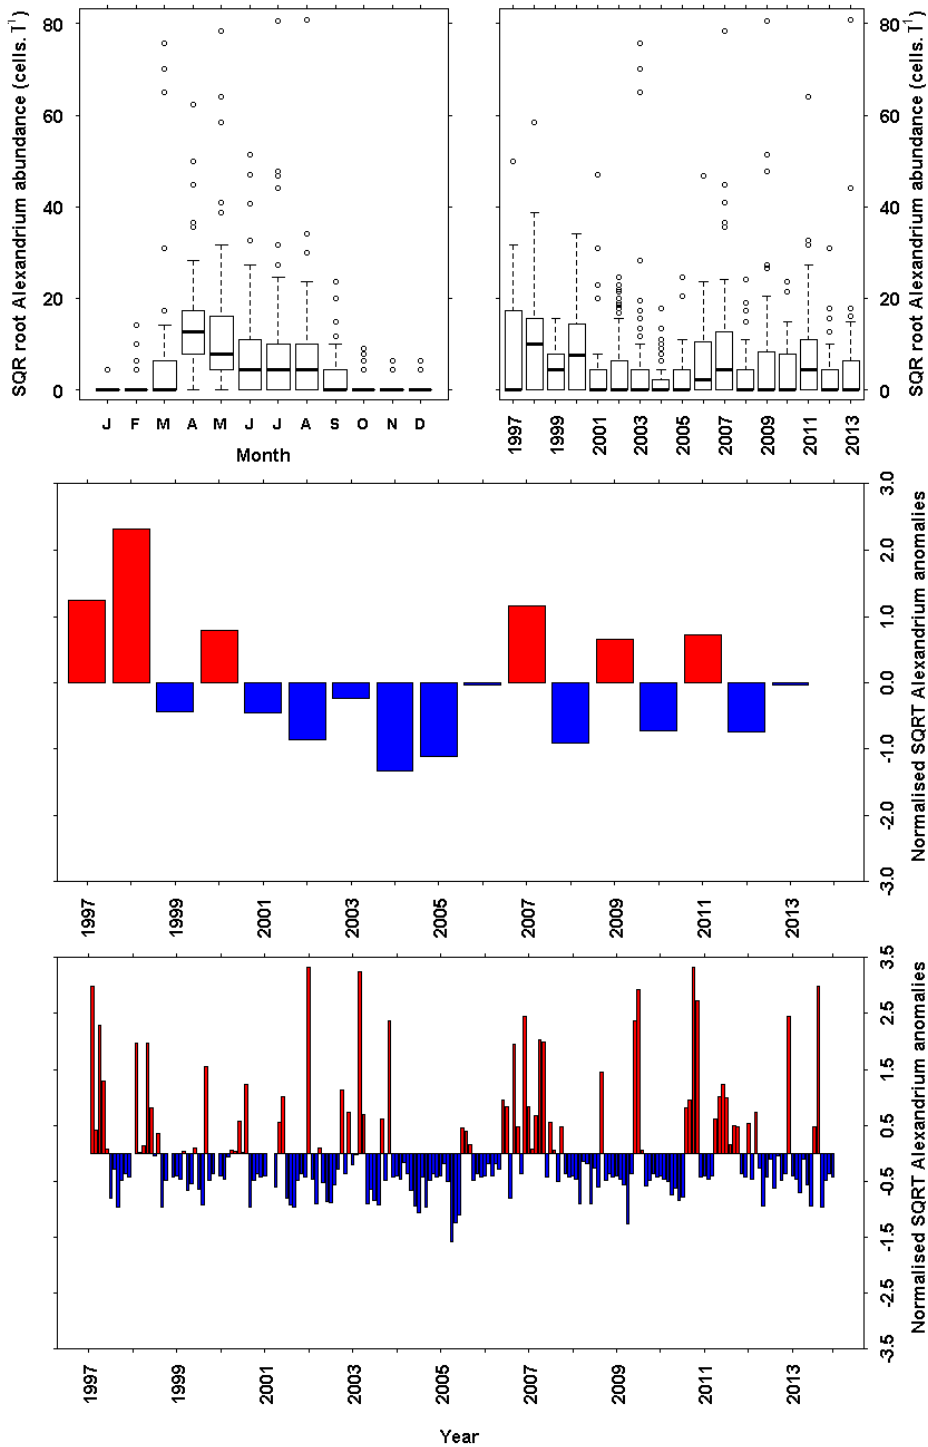 SQR root Alexandrium abundance (cells. l⁻¹)
80
60
40
20
0
J F M A M J J A S O N D
Month
SQR root Alexandrium abundance (cells. l⁻¹)
80
60
40
20
0
1997 1999 2001 2003 2005 2007 2009 2011 2013
Normalised SQRT Alexandrium anomalies
3.0
2.0
1.0
0.0
-1.0
-2.0
-3.0
1997 1999 2001 2003 2005 2007 2009 2011 2013
Normalised SQRT Alexandrium anomalies
3.5
2.5
1.5
0.5
-0.5
-1.5
-2.5
-3.5
1997 1999 2001 2003 2005 2007 2009 2011 2013
Year